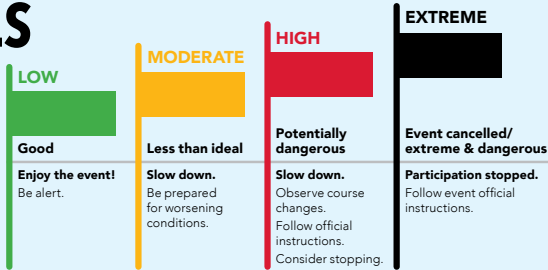 LS
LOW
Good
Enjoy the event!
Be alert.
MODERATE
Less than ideal
Slow down.
Be prepared
for worsening
conditions.
HIGH
Potentially
dangerous
Slow down.
Observe course
changes.
Follow official
instructions.
Consider stopping.
EXTREME
Event cancelled/
extreme & dangerous
Participation stopped.
Follow event official
instructions.